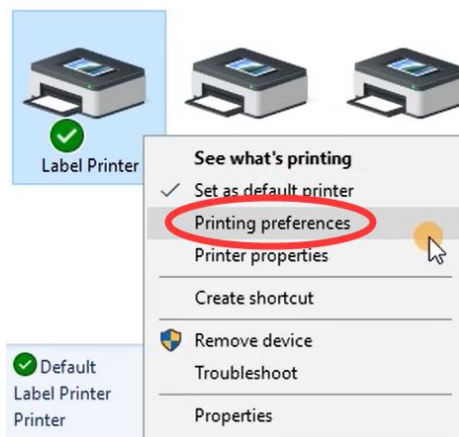 Label Printer
See what's printing
Set as default printer
Printing preferences
Printer properties
Create shortcut
Remove device
Troubleshoot
Properties
Default
Label Printer
Printer